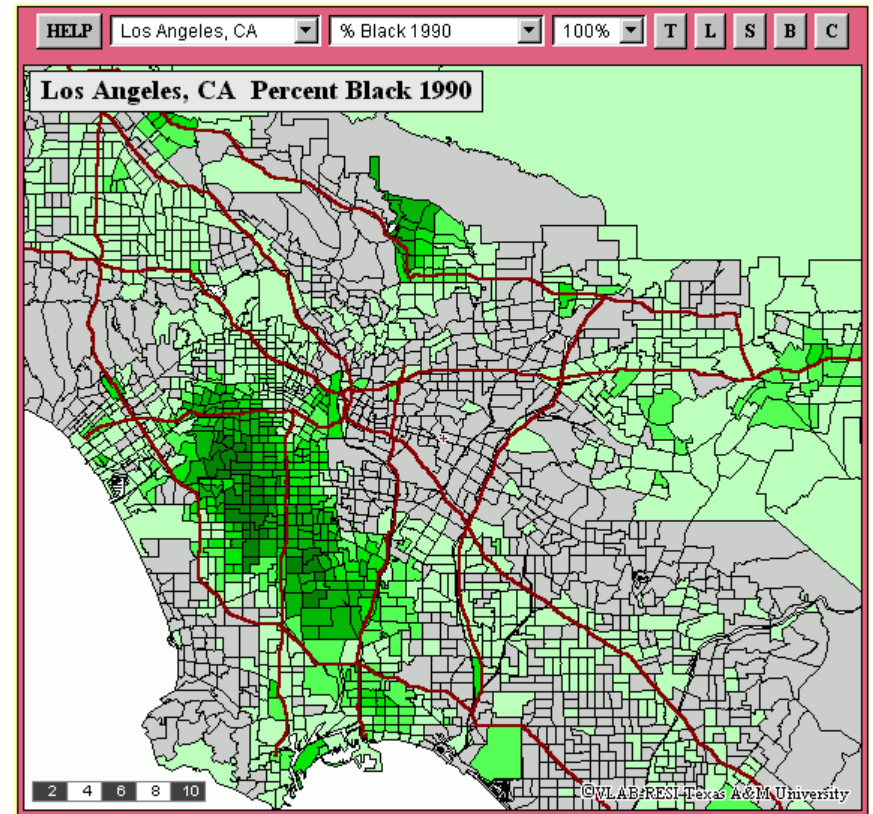 HELP Los Angeles, CA % Black 1990 100% T L S B C
Los Angeles, CA Percent Black 1990
2 4 6 8 10
©VLAB-RESI Texas A&M University